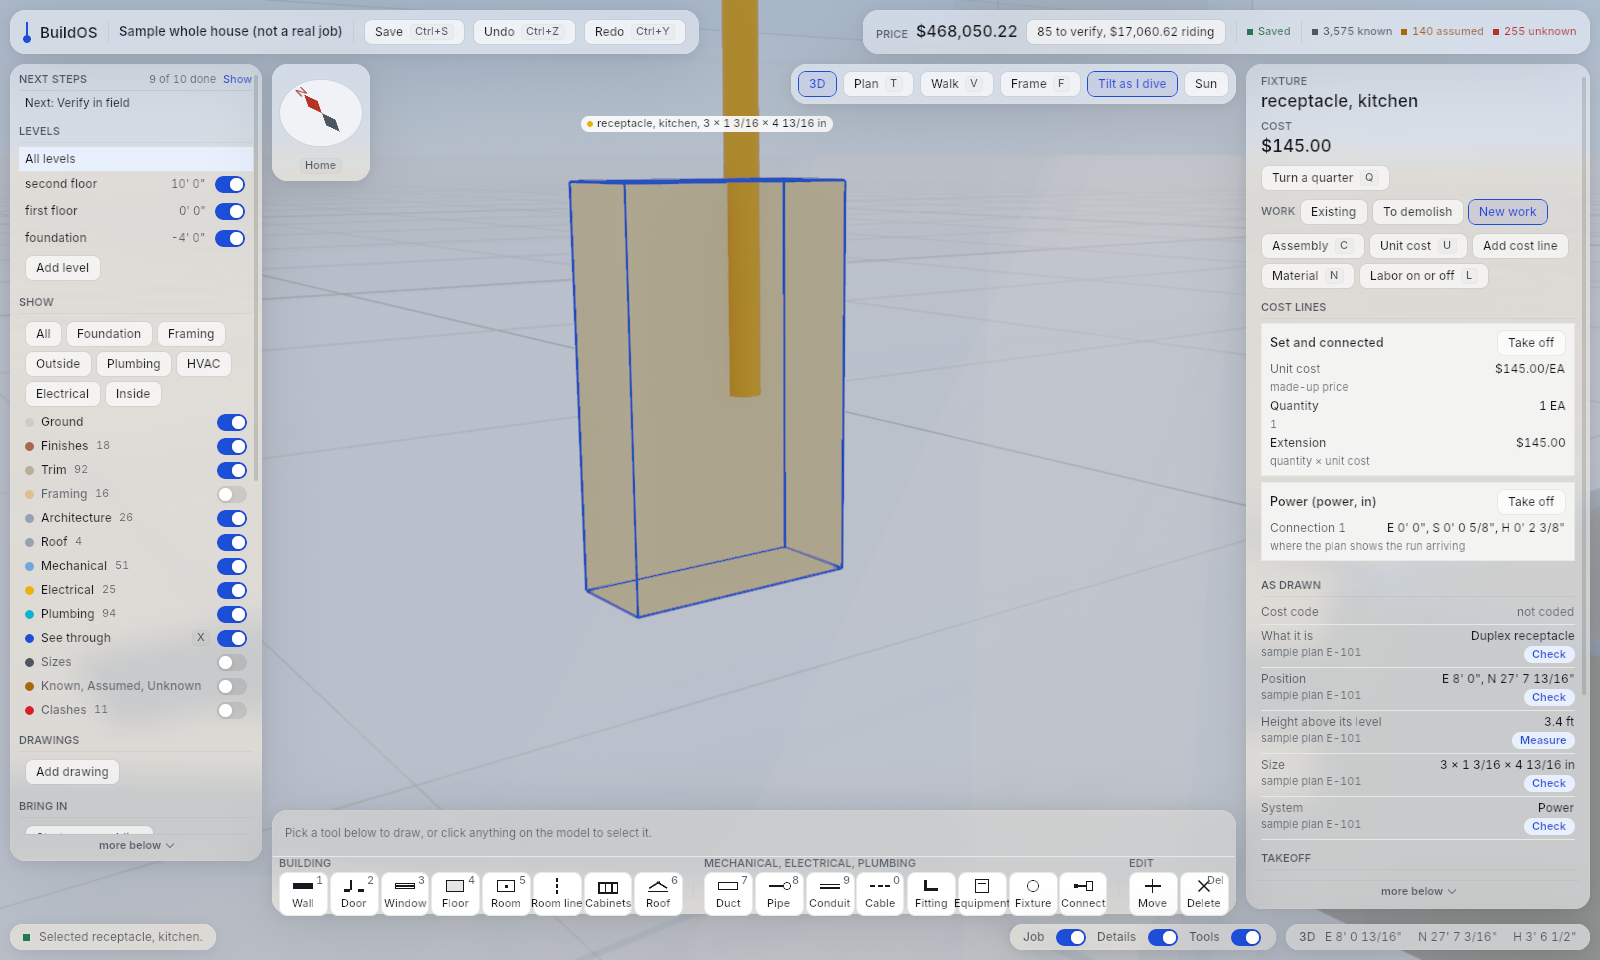 BuildOS
Sample whole house (not a real job)
Save Ctrl+S
Undo Ctrl+Z
Redo Ctrl+Y
PRICE $468,050.22
85 to verify, $17,060.62 riding
Saved
3,575 known
140 assumed
255 unknown
NEXT STEPS 9 of 10 done Show
Next: Verify in field
LEVELS
All levels
second floor 10' 0"
first floor 0' 0"
foundation -4' 0"
Add level
SHOW
All Foundation Framing
Outside Plumbing HVAC
Electrical Inside
Ground
Finishes 18
Trim 92
Framing 16
Architecture 26
Roof 4
Mechanical 51
Electrical 25
Plumbing 94
See through X
Sizes
Known, Assumed, Unknown
Clashes 11
DRAWINGS
Add drawing
BRING IN
more below
N
Home
3D Plan T Walk V Frame F Tilt as I dive Sun
receptacle, kitchen, 3 × 1 3/16 × 4 13/16 in
FIXTURE
receptacle, kitchen
COST
$145.00
Turn a quarter Q
WORK Existing To demolish New work
Assembly C Unit cost U Add cost line
Material N Labor on or off L
COST LINES
Set and connected Take off
Unit cost $145.00/EA
made-up price
Quantity 1 EA
1
Extension $145.00
quantity × unit cost
Power (power, in) Take off
Connection 1 E 0' 0", S 0' 0 5/8", H 0' 2 3/8"
where the plan shows the run arriving
AS DRAWN
Cost code not coded
What it is Duplex receptacle
sample plan E-101 Check
Position E 8' 0", N 27' 7 13/16"
sample plan E-101 Check
Height above its level 3.4 ft
sample plan E-101 Measure
Size 3 × 1 3/16 × 4 13/16 in
sample plan E-101 Check
System Power
sample plan E-101 Check
TAKEOFF
more below
Pick a tool below to draw, or click anything on the model to select it.
BUILDING
1 Wall
2 Door
3 Window
4 Floor
5 Room
Room line
Cabinets
6 Roof
MECHANICAL, ELECTRICAL, PLUMBING
7 Duct
8 Pipe
9 Conduit
0 Cable
Fitting
Equipment
Fixture
Connect
EDIT
Move
Del Delete
Selected receptacle, kitchen.
Job Details Tools
3D E 8' 0 13/16" N 27' 7 3/16" H 3' 6 1/2"